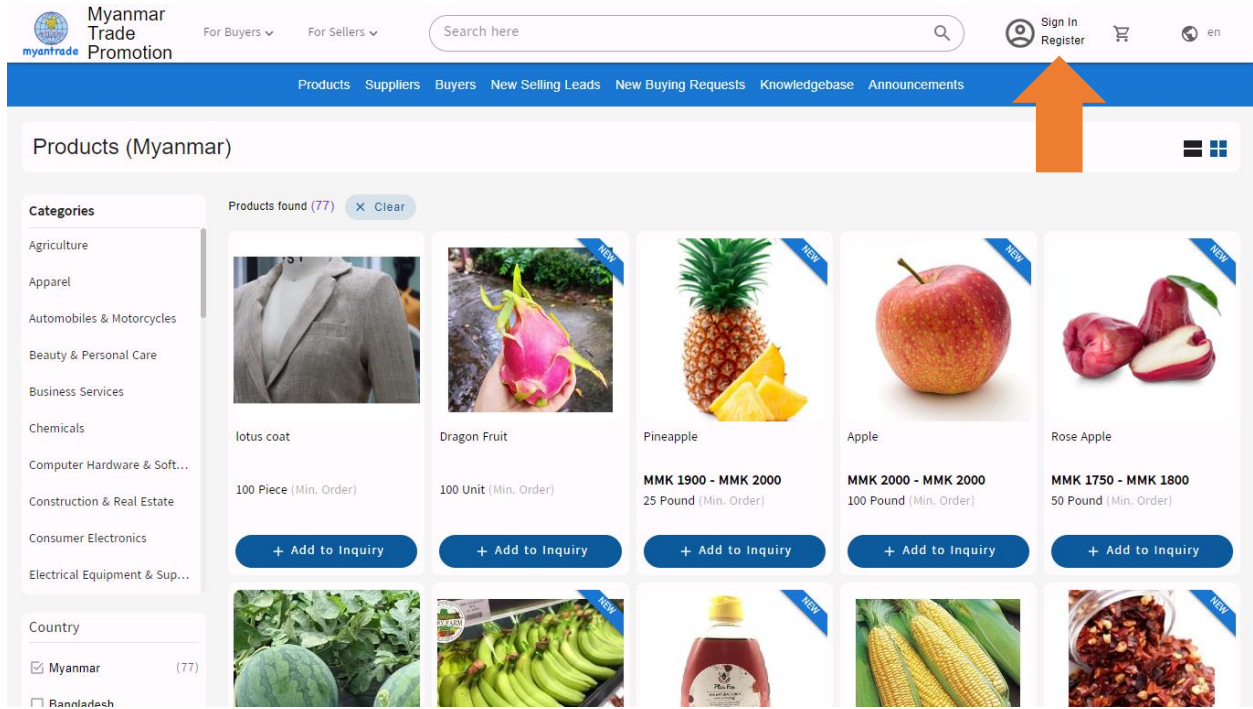 Myanmar
Trade
Promotion
myantrade
For Buyers
For Sellers
Search here
Sign In
Register
en
Products Suppliers Buyers New Selling Leads New Buying Requests Knowledgebase Announcements
Products (Myanmar)
Categories
Agriculture
Apparel
Automobiles & Motorcycles
Beauty & Personal Care
Business Services
Chemicals
Computer Hardware & Soft...
Construction & Real Estate
Consumer Electronics
Electrical Equipment & Sup...
Country
Myanmar (77)
Bangladesh
Products found (77) Clear
lotus coat
100 Piece (Min. Order)
+ Add to Inquiry
NEW
Dragon Fruit
100 Unit (Min. Order)
+ Add to Inquiry
NEW
Pineapple
MMK 1900 - MMK 2000
25 Pound (Min. Order)
+ Add to Inquiry
NEW
Apple
MMK 2000 - MMK 2000
100 Pound (Min. Order)
+ Add to Inquiry
NEW
Rose Apple
MMK 1750 - MMK 1800
50 Pound (Min. Order)
+ Add to Inquiry
NEW
NEW
NEW